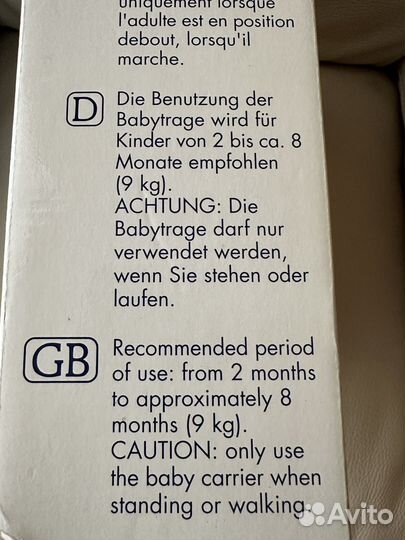 uniquement lorsque
l'adulte est en position
debout, lorsqu'il
marche.
D
Die Benutzung der
Babytrage wird für
Kinder von 2 bis ca. 8
Monate empfohlen
(9 kg).
ACHTUNG: Die
Babytrage darf nur
verwendet werden,
wenn Sie stehen oder
laufen.
GB
Recommended period
of use: from 2 months
to approximately 8
months (9 kg).
CAUTION: only use
the baby carrier when
standing or walking.
Avito